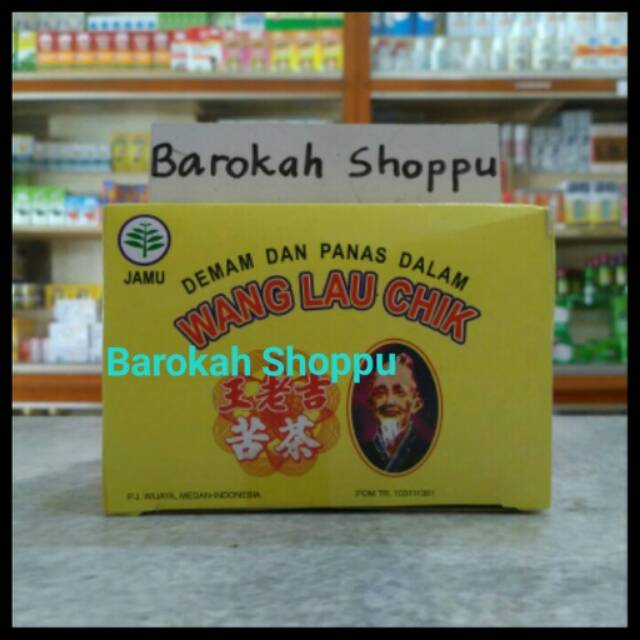 Barokah Shoppu
JAMU
DEMAM DAN PANAS DALAM
WANG LAU CHIK
Barokah Shoppu
王老吉
苦茶
P.J. WIJAYA, MEDAN-INDONESIA
POM TR. 103111351